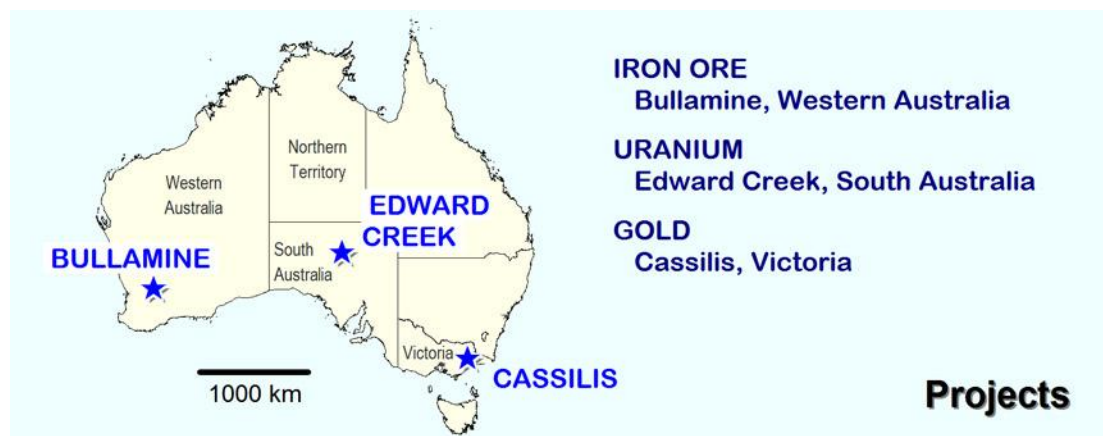 IRON ORE
Bullamine, Western Australia
URANIUM
Edward Creek, South Australia
GOLD
Cassilis, Victoria
Northern
Territory
Western
Australia
EDWARD
CREEK
South
Australia
BULLAMINE
Victoria
CASSILIS
1000 km
Projects